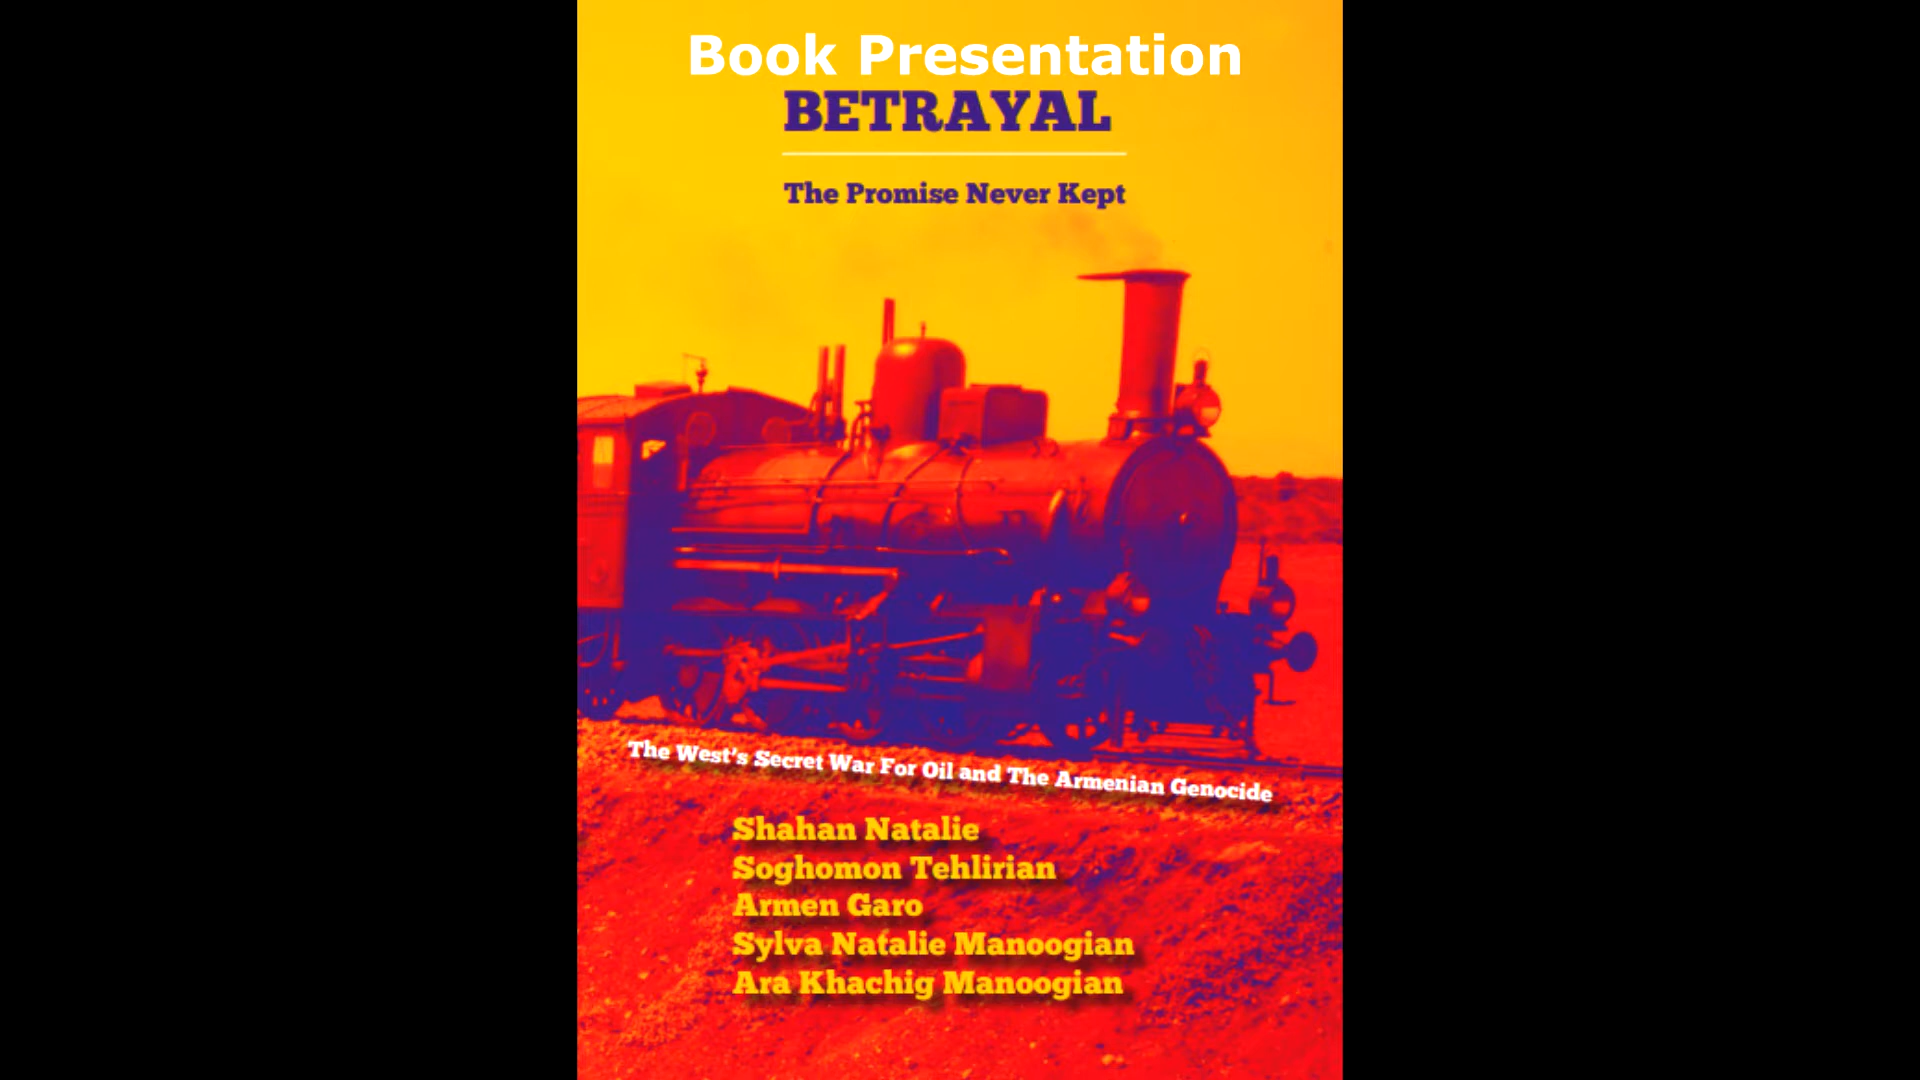 Book Presentation
BETRAYAL
The Promise Never Kept
The West's Secret War For Oil and The Armenian Genocide
Shahan Natalie
Soghomon Tehlirian
Armen Garo
Sylva Natalie Manoogian
Ara Khachig Manoogian